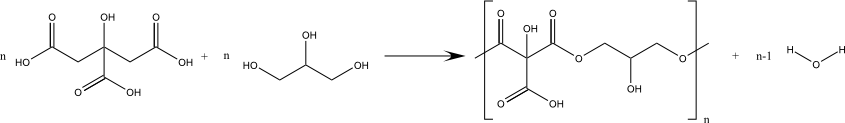 O OH O
n HO OH
O OH
+ n
OH
HO OH
O O
OH
O O
OH
O OH
n
+ n-1
H H
O